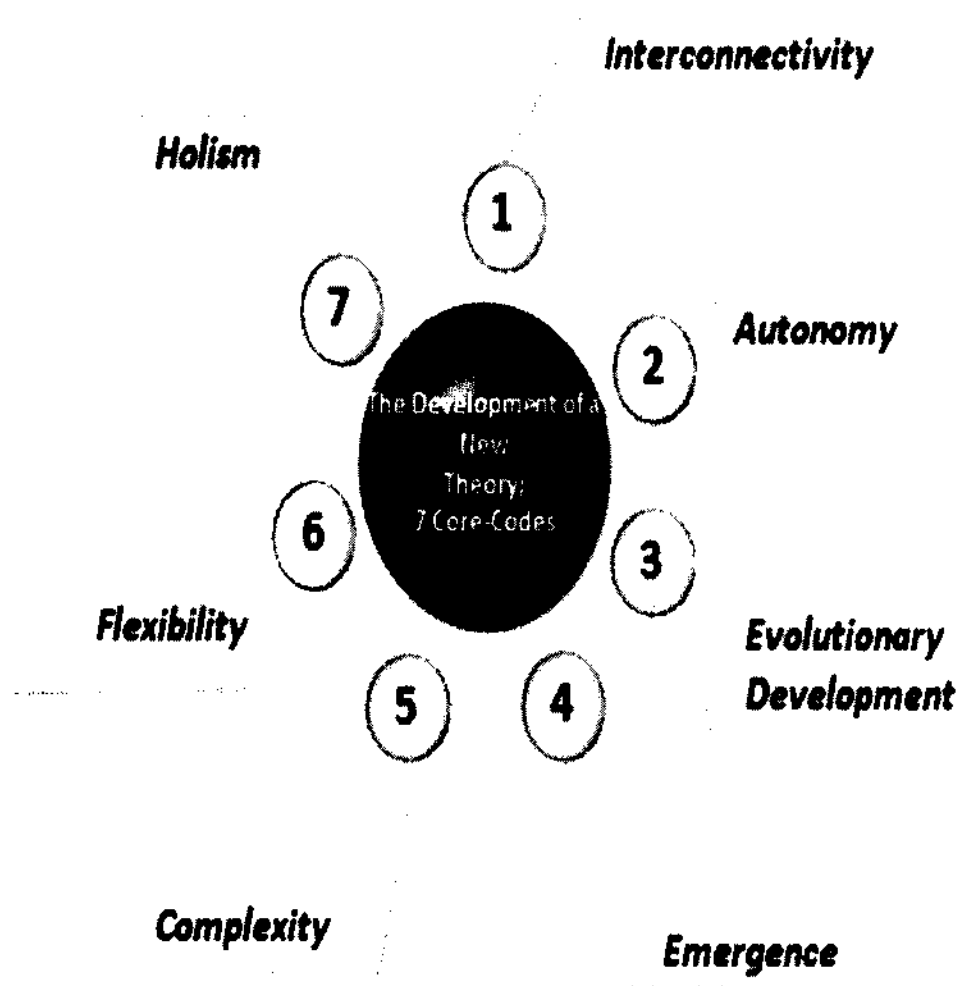 Interconnectivity
Holism
1
7
Autonomy
2
The Development of a
New
Theory:
7 Core-Codes
6
3
Flexibility
Evolutionary
Development
5
4
Complexity
Emergence